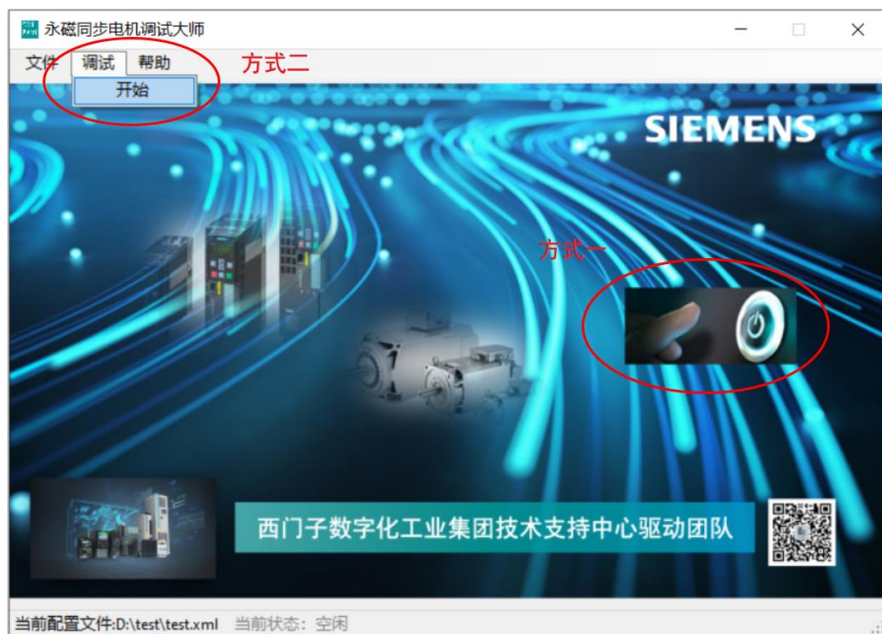 永磁同步电机调试大师
文件 调试 帮助
方式二
开始
SIEMENS
方式一
西门子数字化工业集团技术支持中心驱动团队
当前配置文件:D:\test\test.xml 当前状态：空闲